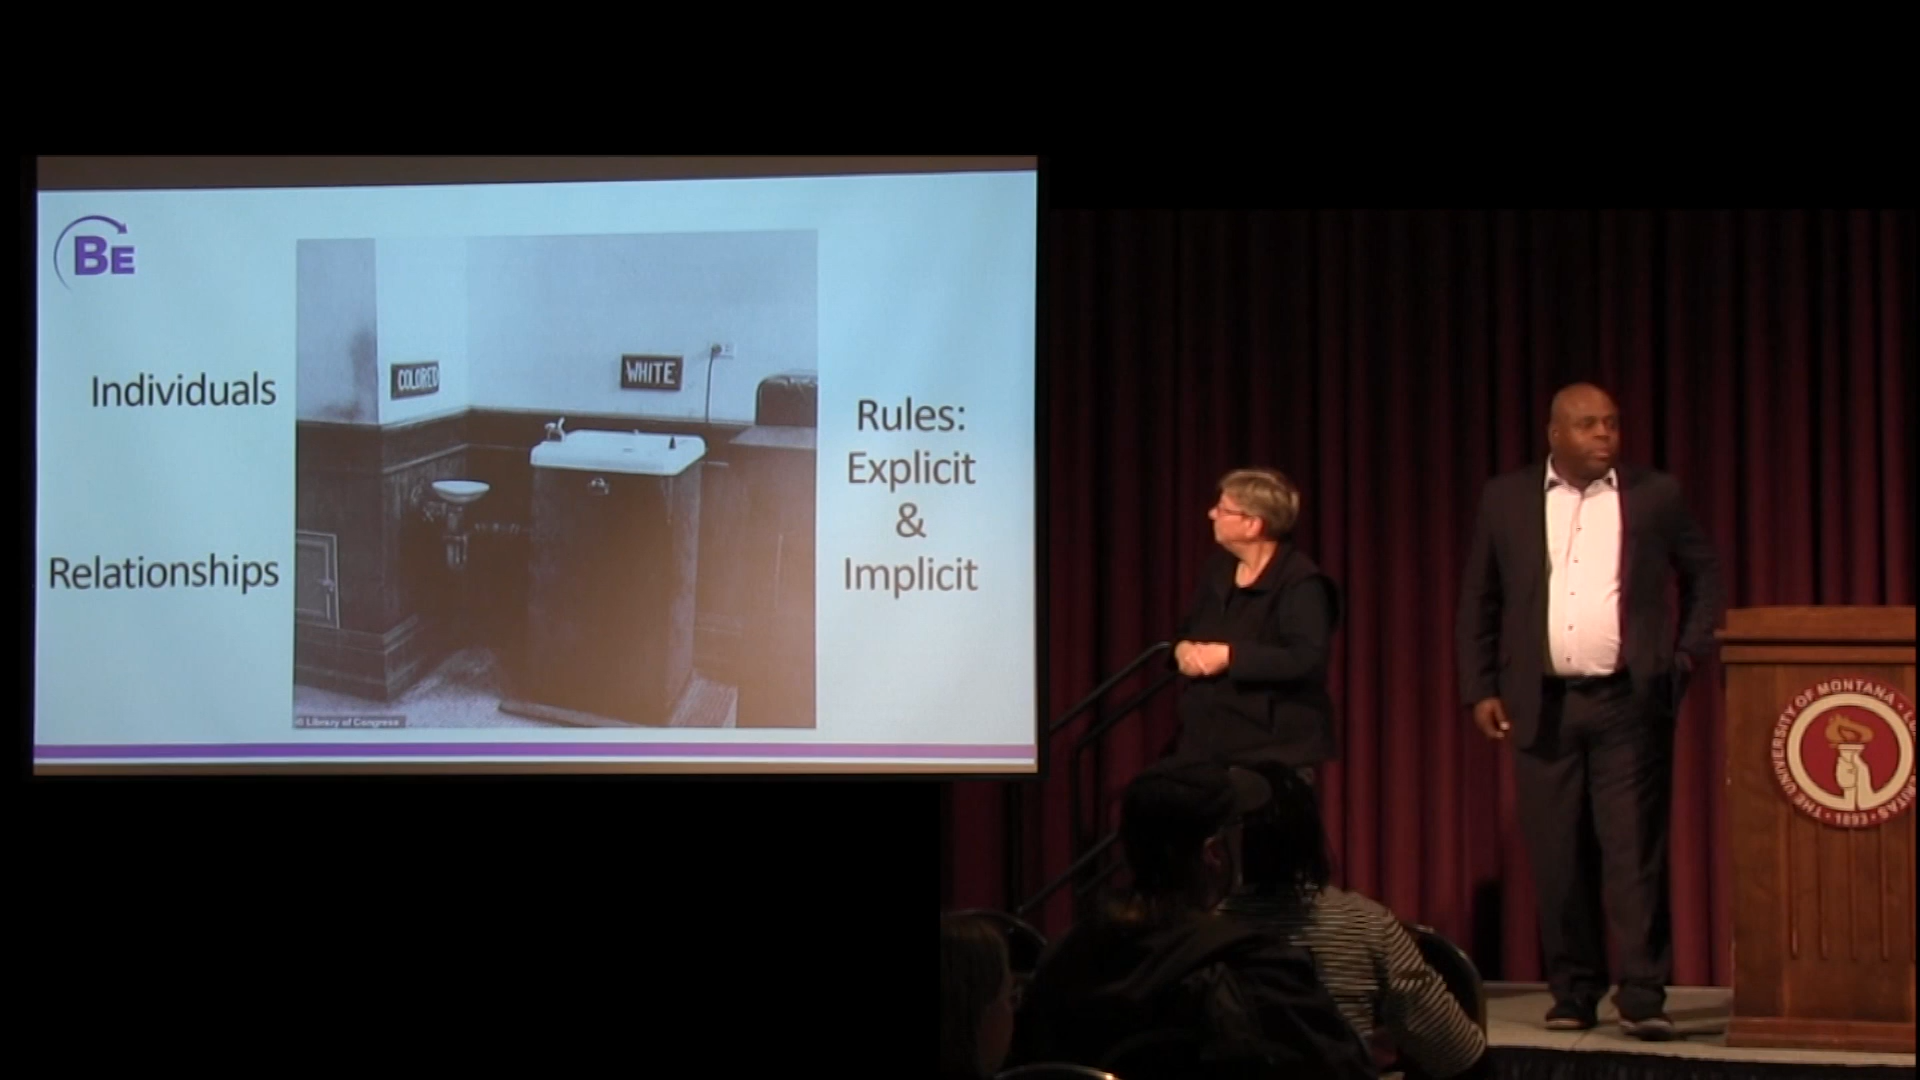 BE
Individuals
Relationships
COLORED
WHITE
© Library of Congress
Rules:
Explicit
&
Implicit
THE UNIVERSITY OF MONTANA
1893